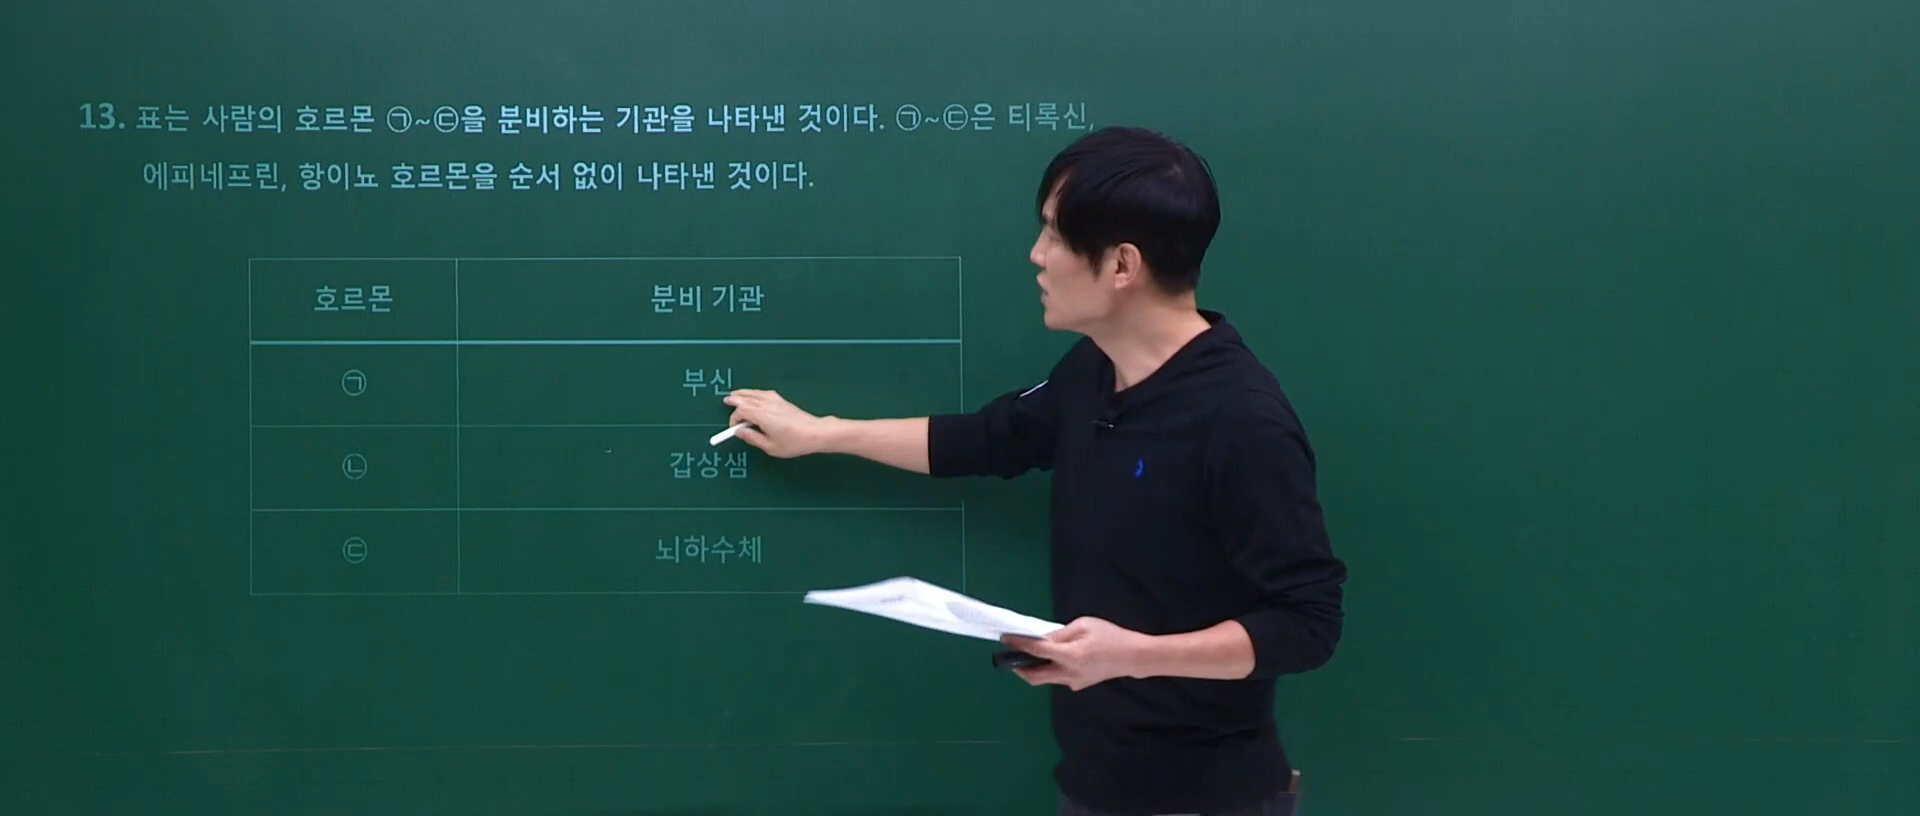 13. 표는 사람의 호르몬 ㉠~㉢을 분비하는 기관을 나타낸 것이다. ㉠~㉢은 티록신,
에피네프린, 항이뇨 호르몬을 순서 없이 나타낸 것이다.
호르몬 분비 기관
㉠ 부신
㉡ 갑상샘
㉢ 뇌하수체